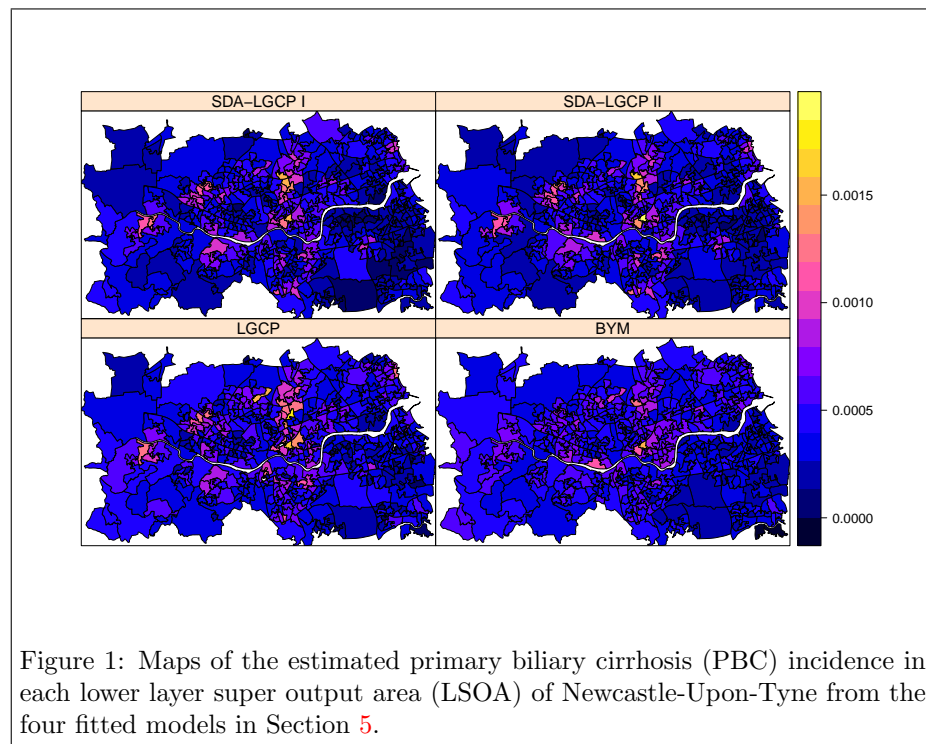 SDA−LGCP I
SDA−LGCP II
LGCP
BYM
0.0015
0.0010
0.0005
0.0000
Figure 1: Maps of the estimated primary biliary cirrhosis (PBC) incidence in
each lower layer super output area (LSOA) of Newcastle-Upon-Tyne from the
four fitted models in Section 5.